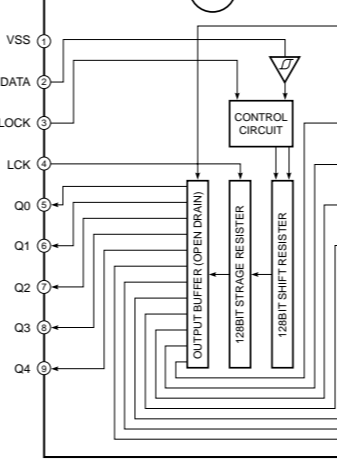 VSS 1
DATA 2
LOCK 3
LCK 4
Q0 5
Q1 6
Q2 7
Q3 8
Q4 9
CONTROL
CIRCUIT
OUTPUT BUFFER (OPEN DRAIN)
128BIT STRAGE RESISTER
128BIT SHIFT RESISTER